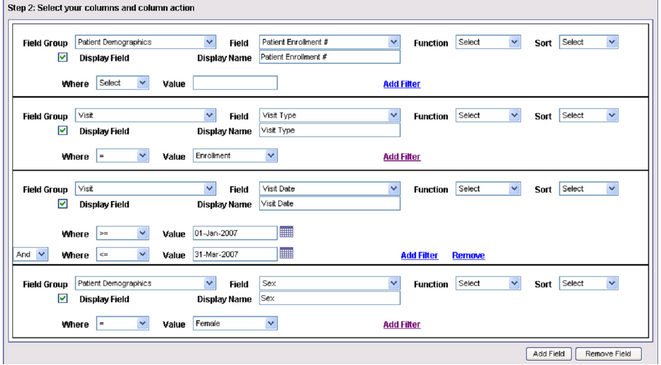 Step 2: Select your columns and column action
Field Group Patient Demographics Field Patient Enrollment # Function Select Sort Select
Display Field Display Name Patient Enrollment #
Where Select Value Add Filter
Field Group Visit Field Visit Type Function Select Sort Select
Display Field Display Name Visit Type
Where = Value Enrollment Add Filter
Field Group Visit Field Visit Date Function Select Sort Select
Display Field Display Name Visit Date
Where >= Value 01-Jan-2007
And Where <= Value 31-Mar-2007 Add Filter Remove
Field Group Patient Demographics Field Sex Function Select Sort Select
Display Field Display Name Sex
Where = Value Female Add Filter
Add Field Remove Field